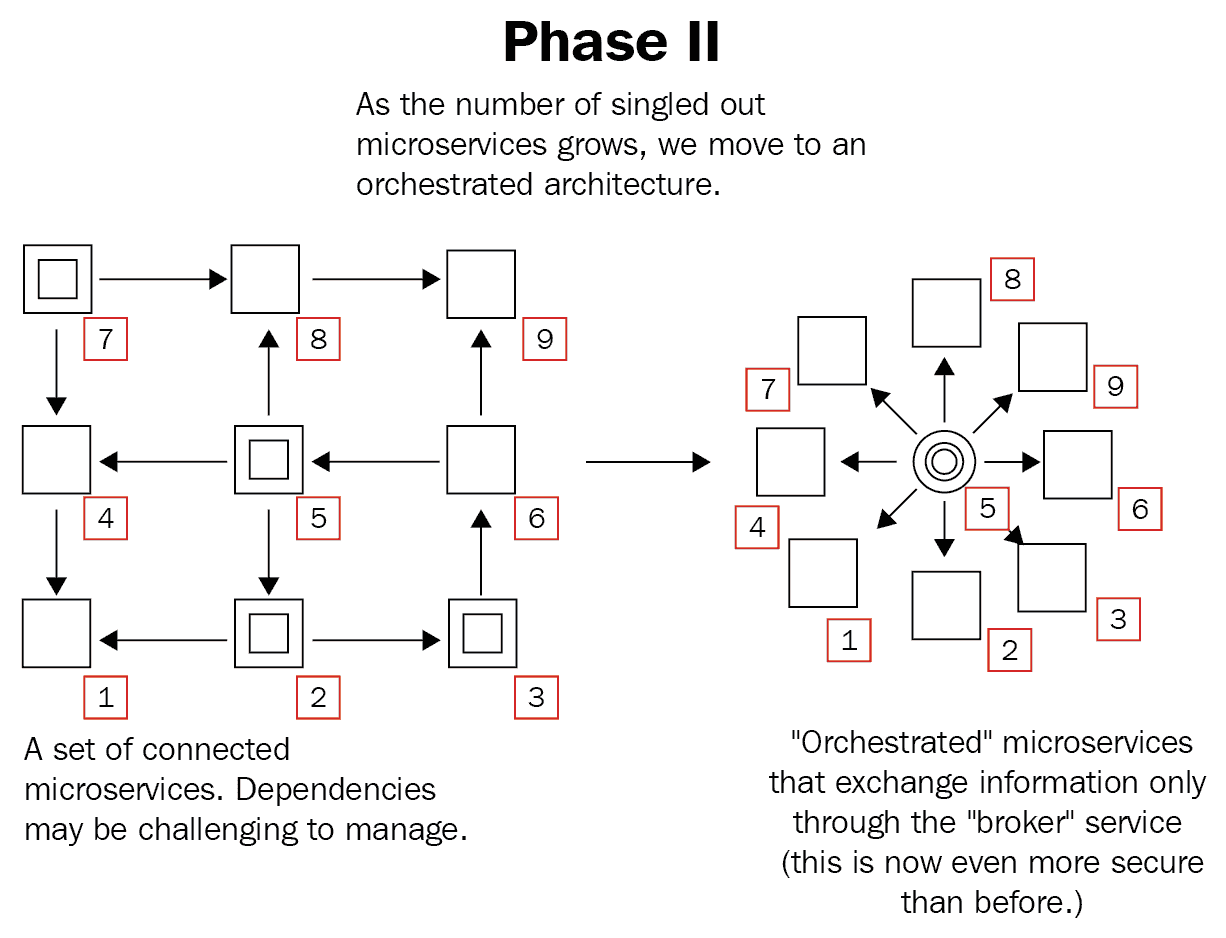 Phase II
As the number of singled out
microservices grows, we move to an
orchestrated architecture.
7
8
9
4
5
6
1
2
3
8
7
9
4
5
6
1
2
3
A set of connected
microservices. Dependencies
may be challenging to manage.
"Orchestrated" microservices
that exchange information only
through the "broker" service
(this is now even more secure
than before.)